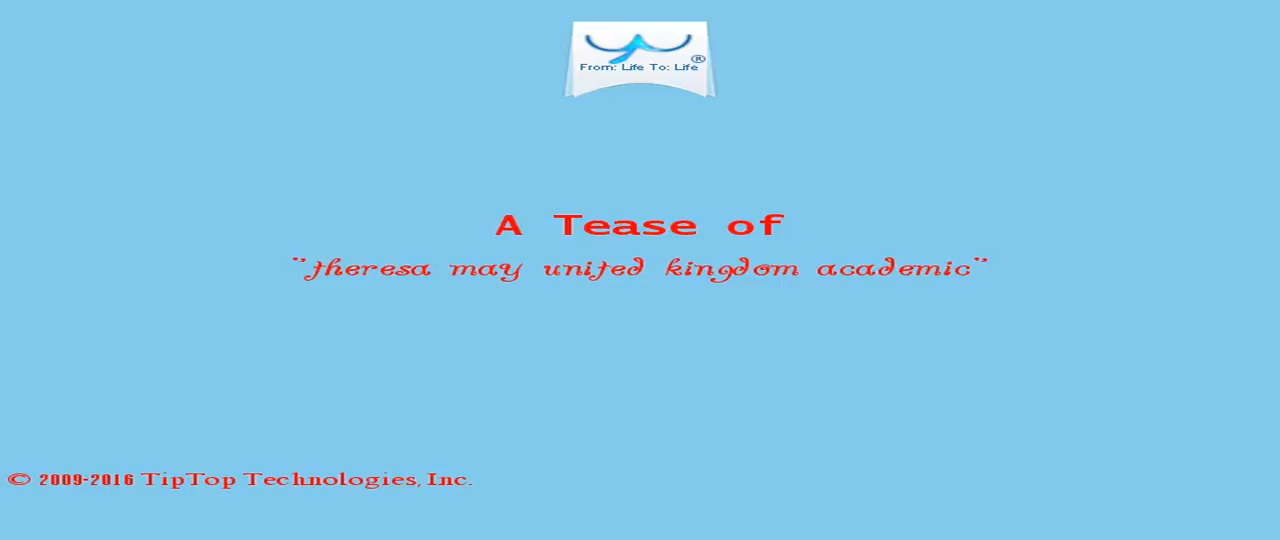 From: Life To: Life®
A Tease of
"theresa may united kingdom academic"
© 2009-2016 TipTop Technologies, Inc.